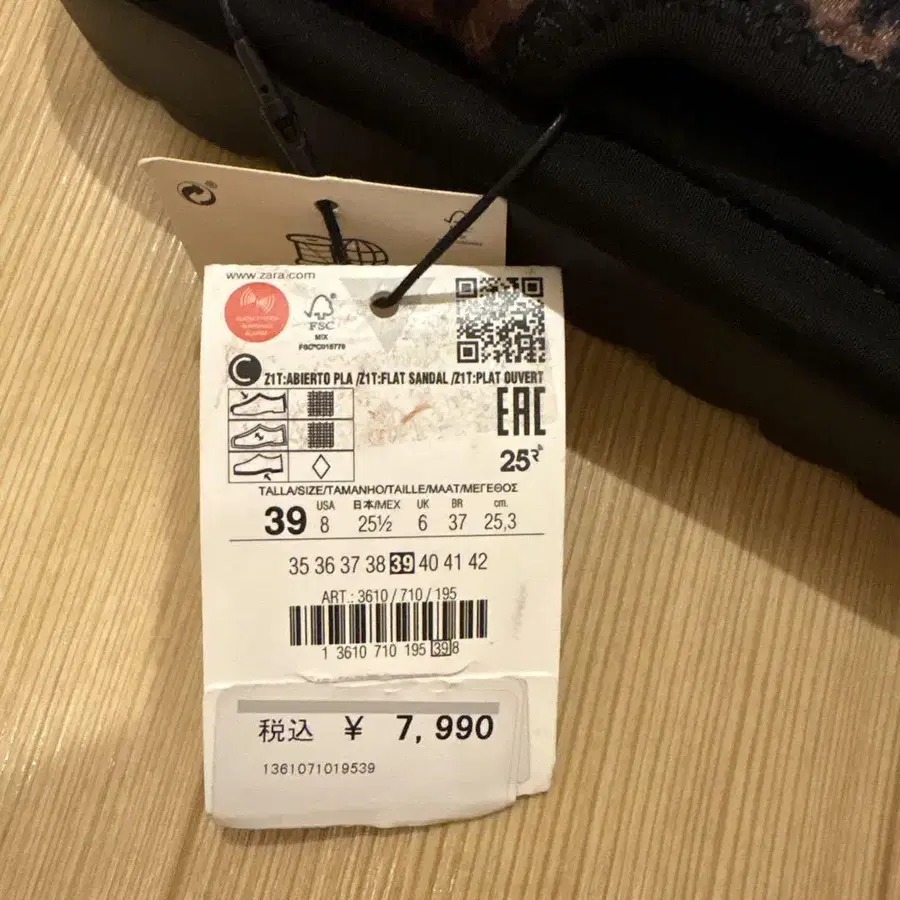 www.zara.com
FSC
MIX
C
Z1T:ABIERTO PLA /Z1T:FLAT SANDAL /Z1T:PLAT OUVERT
EAC
25R
TALLA/SIZE/TAMANHO/TAILLE/MAAT/ΜΕΓΕΘΟΣ
39 USA 8 日本/MEX 25½ UK 6 BR 37 cm. 25,3
35 36 37 38 39 40 41 42
ART.: 3610 / 710 / 195
1 3610 710 195 39 8
税込 ¥ 7,990
1361071019539